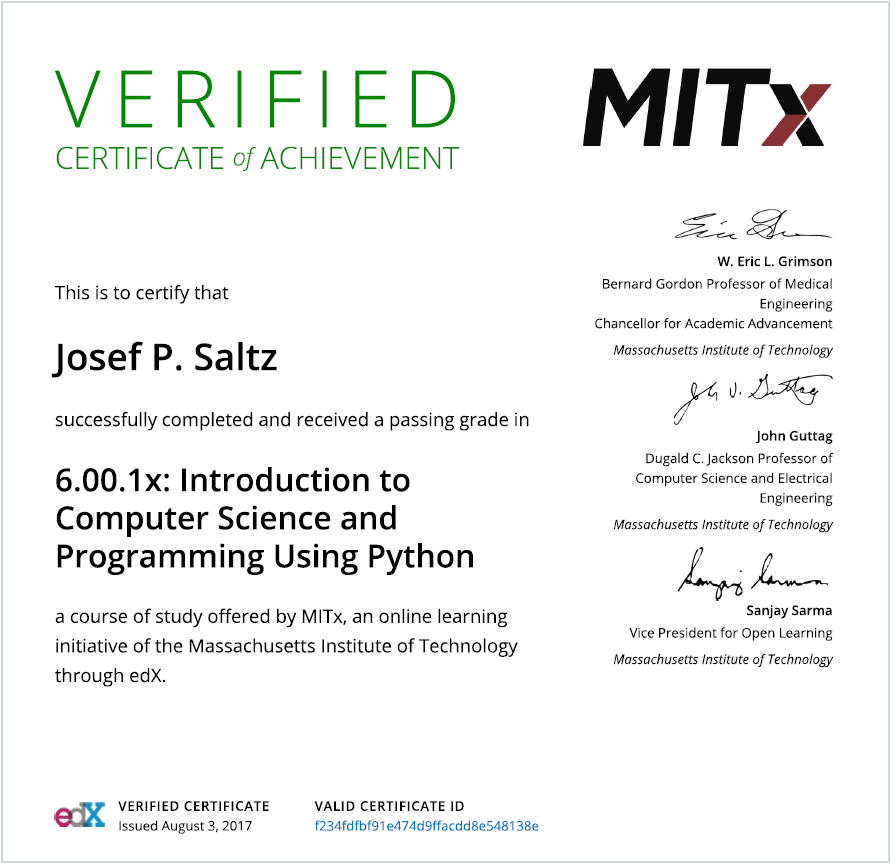 VERIFIED
CERTIFICATE of ACHIEVEMENT
MITx
This is to certify that
Josef P. Saltz
successfully completed and received a passing grade in
6.00.1x: Introduction to
Computer Science and
Programming Using Python
a course of study offered by MITx, an online learning
initiative of the Massachusetts Institute of Technology
through edX.
W. Eric L. Grimson
Bernard Gordon Professor of Medical
Engineering
Chancellor for Academic Advancement
Massachusetts Institute of Technology
John V. Guttag
John Guttag
Dugald C. Jackson Professor of
Computer Science and Electrical
Engineering
Massachusetts Institute of Technology
Sanjay Sarma
Sanjay Sarma
Vice President for Open Learning
Massachusetts Institute of Technology
edX
VERIFIED CERTIFICATE
Issued August 3, 2017
VALID CERTIFICATE ID
f234fdfbf91e474d9ffacdd8e548138e